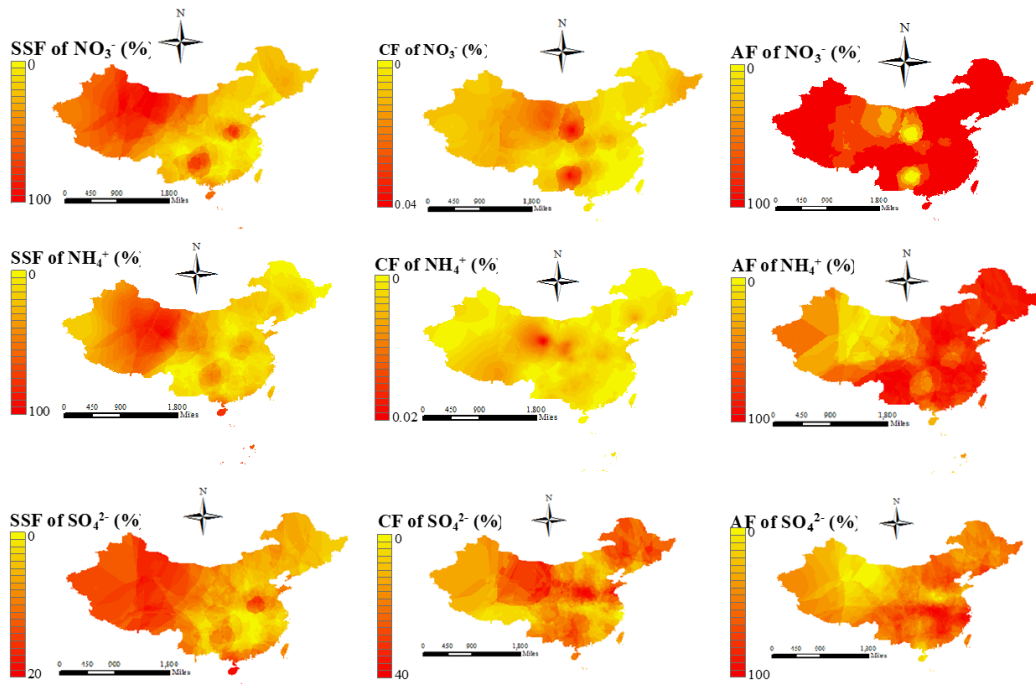 N
N
N
SSF of NO₃⁻ (%)
CF of NO₃⁻ (%)
AF of NO₃⁻ (%)
0
0
0
100
0.04
100
0 450 900 1,800
Miles
0 450 900 1,800
Miles
0 450 900 1,800
Miles
N
N
N
SSF of NH₄⁺ (%)
CF of NH₄⁺ (%)
AF of NH₄⁺ (%)
0
0
0
100
0.02
100
0 450 900 1,800
Miles
0 450 900 1,800
Miles
0 450 900 1,800
Miles
N
N
N
SSF of SO₄²⁻ (%)
CF of SO₄²⁻ (%)
AF of SO₄²⁻ (%)
0
0
0
20
40
100
0 450 900 1,800
Miles
0 450 900 1,800
Miles
0 450 900 1,800
Miles